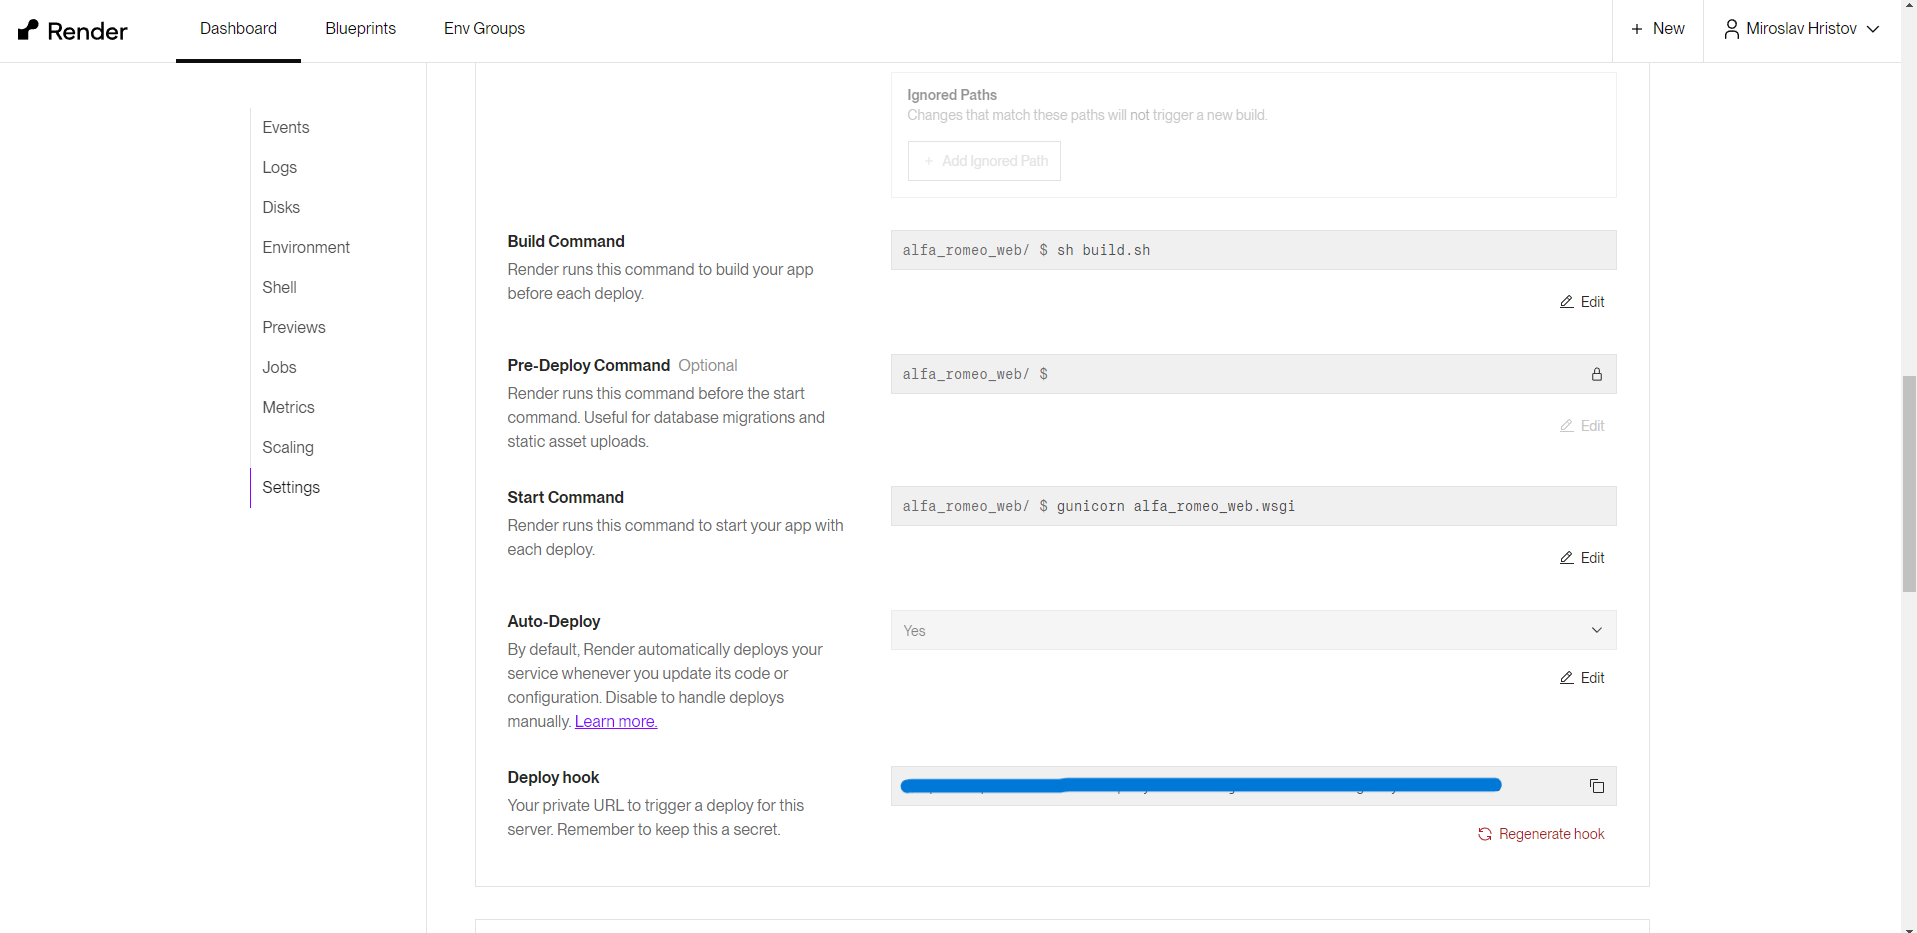 Render
Dashboard
Blueprints
Env Groups
+ New
Miroslav Hristov
Events
Logs
Disks
Environment
Shell
Previews
Jobs
Metrics
Scaling
Settings
Ignored Paths
Changes that match these paths will not trigger a new build.
+ Add Ignored Path
Build Command
Render runs this command to build your app
before each deploy.
alfa_romeo_web/ $ sh build.sh
Edit
Pre-Deploy Command Optional
Render runs this command before the start
command. Useful for database migrations and
static asset uploads.
alfa_romeo_web/ $
Edit
Start Command
Render runs this command to start your app with
each deploy.
alfa_romeo_web/ $ gunicorn alfa_romeo_web.wsgi
Edit
Auto-Deploy
By default, Render automatically deploys your
service whenever you update its code or
configuration. Disable to handle deploys
manually. Learn more.
Yes
Edit
Deploy hook
Your private URL to trigger a deploy for this
server. Remember to keep this a secret.
Regenerate hook